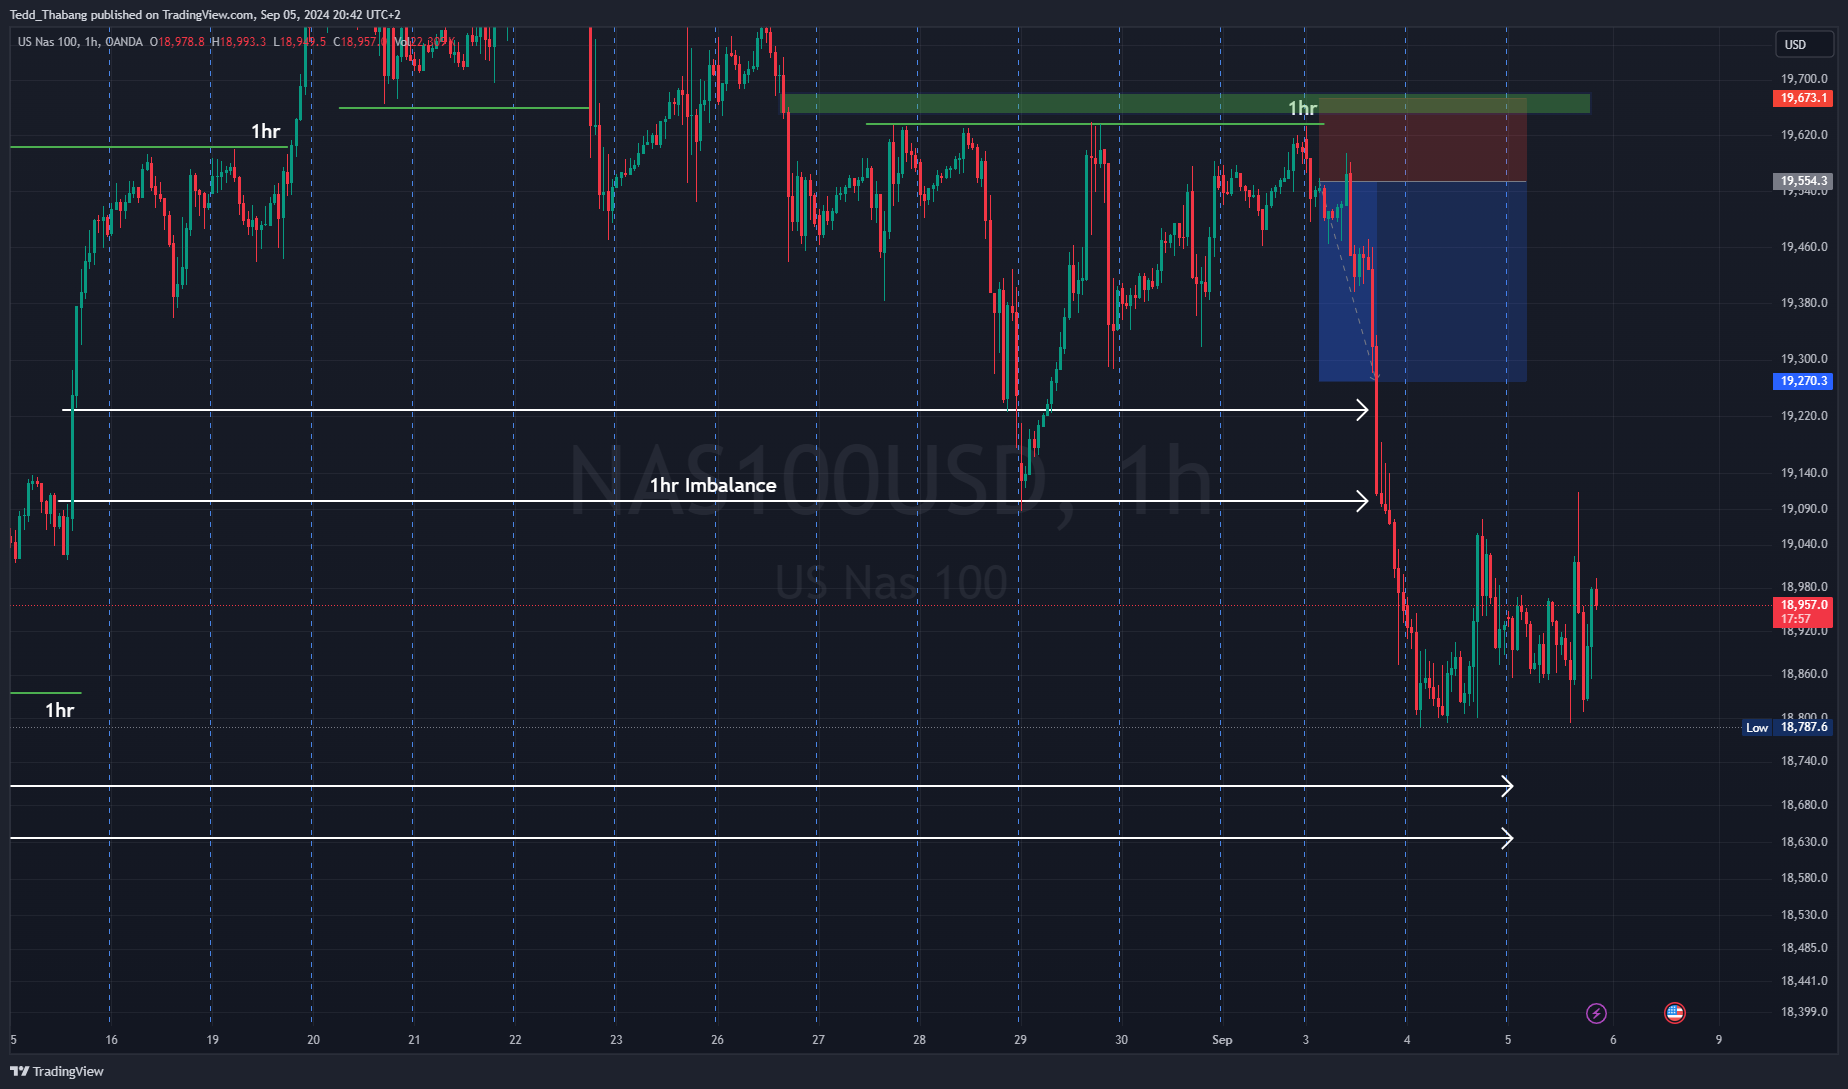 Tedd_Thabang published on TradingView.com, Sep 05, 2024 20:42 UTC+2
US Nas 100, 1h, OANDA O18,978.8 H18,993.3 L18,949.5 C18,957.0 Vol
USD
19,700.0
19,673.1
1hr
1hr
19,620.0
19,554.3
19,540.0
19,460.0
19,380.0
19,300.0
19,270.3
19,220.0
NAS100USD, 1h
1hr Imbalance
19,140.0
19,090.0
19,040.0
US Nas 100
18,980.0
18,957.0
17:57
18,920.0
18,860.0
1hr
18,800.0
Low 18,787.6
18,740.0
18,680.0
18,630.0
18,580.0
18,530.0
18,485.0
18,441.0
18,399.0
5 16 19 20 21 22 23 26 27 28 29 30 Sep 3 4 5 6 9
TradingView